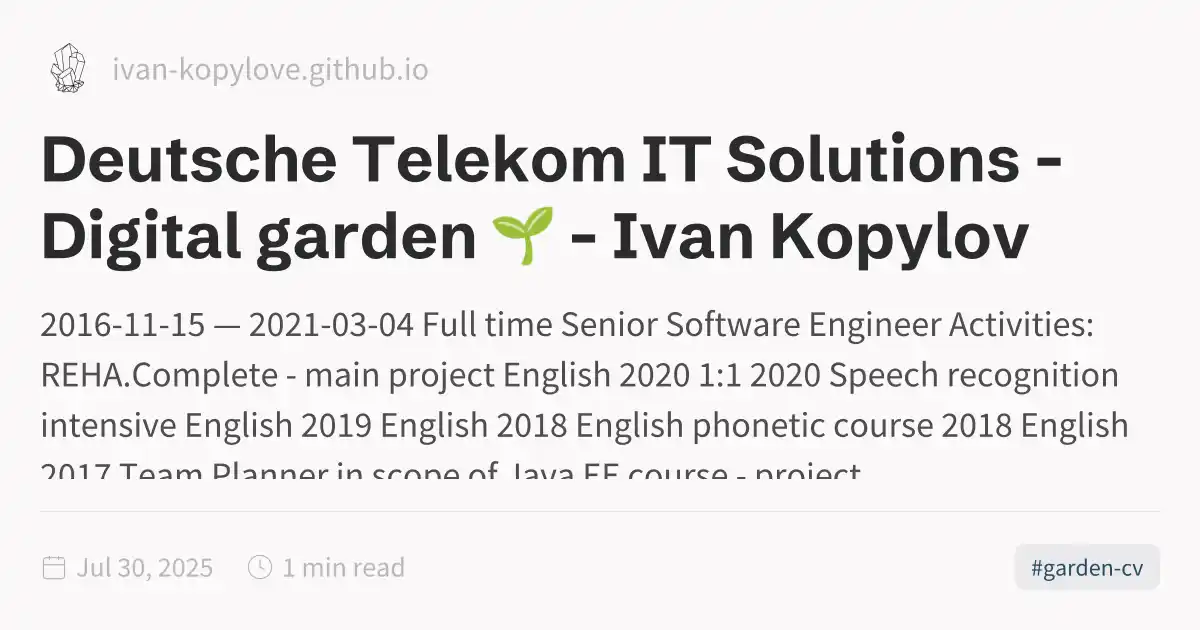 ivan-kopylove.github.io
Deutsche Telekom IT Solutions -
Digital garden 🌱 - Ivan Kopylov
2016-11-15 — 2021-03-04 Full time Senior Software Engineer Activities:
REHA.Complete - main project English 2020 1:1 2020 Speech recognition
intensive English 2019 English 2018 English phonetic course 2018 English
2017 Team Planner in scope of Java EE course - project
Jul 30, 2025
1 min read
#garden-cv